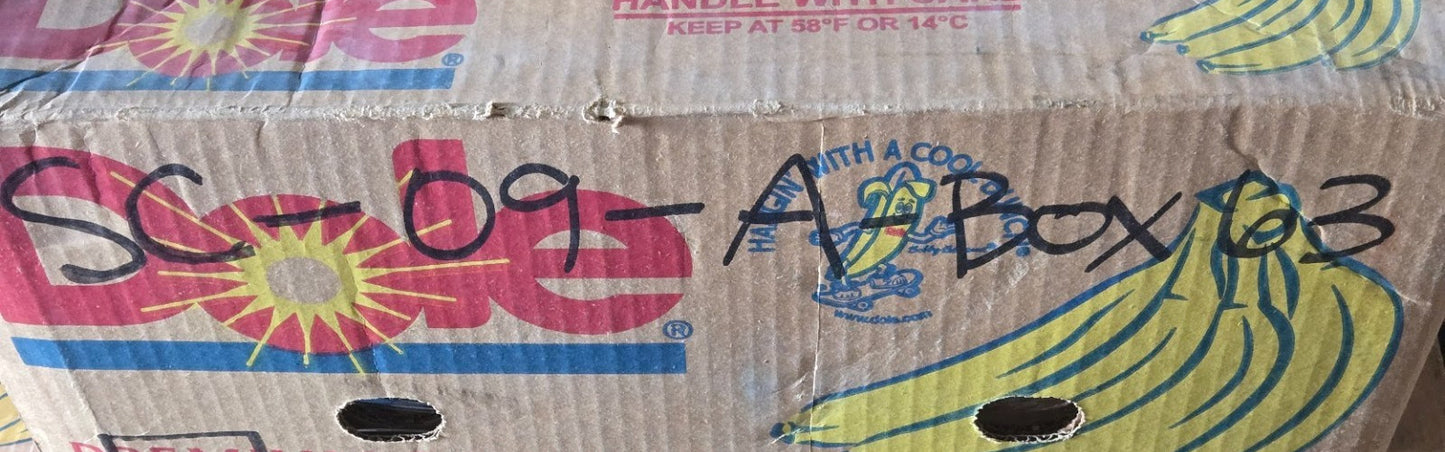 Dole®
HANDLE WITH CARE
KEEP AT 58°F OR 14°C
Dole®
SC-09-A-Box 63
HANGIN' WITH A COOL BUNCH®
www.dole.com